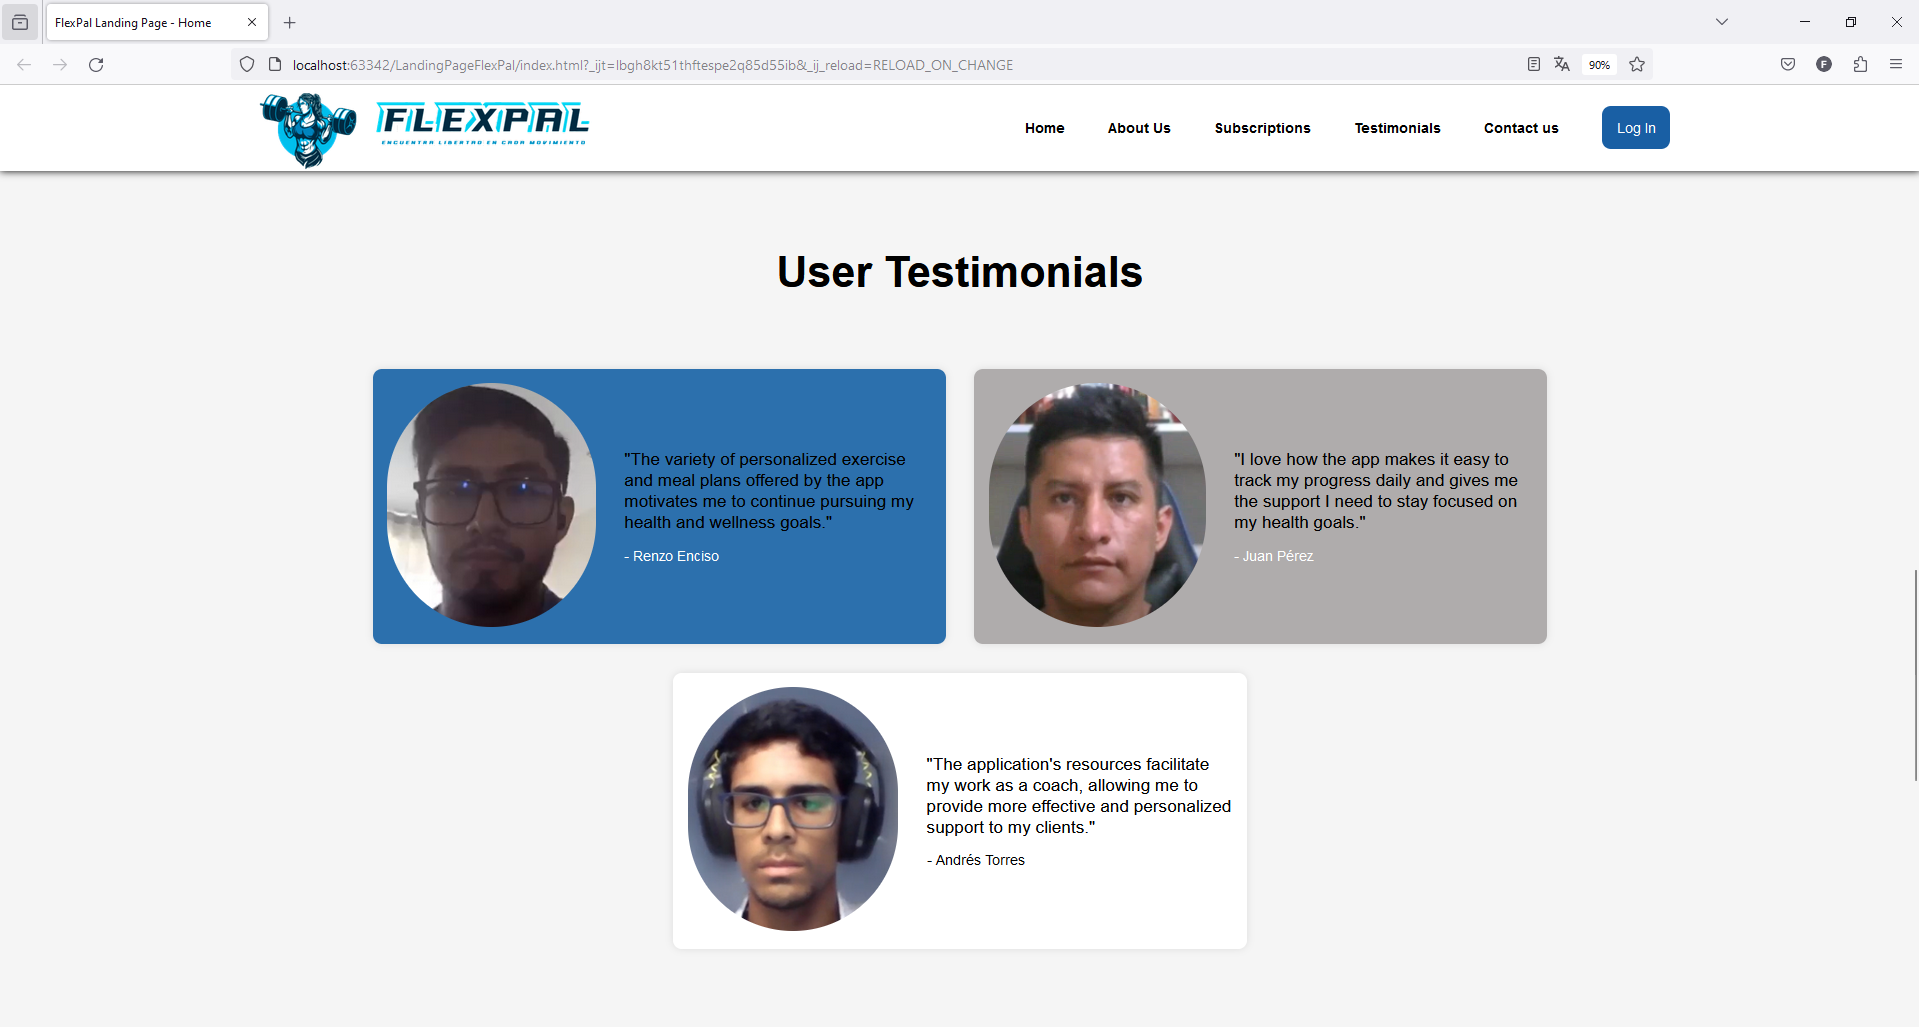 FlexPal Landing Page - Home
localhost:63342/LandingPageFlexPal/index.html?_ijt=lbgh8kt51thftespe2q85d55ib&_ij_reload=RELOAD_ON_CHANGE
90%
F
FLEXPAL
ENCUENTRA LIBERTAD EN CADA MOVIMIENTO
Home
About Us
Subscriptions
Testimonials
Contact us
Log In
User Testimonials
"The variety of personalized exercise
and meal plans offered by the app
motivates me to continue pursuing my
health and wellness goals."
- Renzo Enciso
"I love how the app makes it easy to
track my progress daily and gives me
the support I need to stay focused on
my health goals."
- Juan Pérez
"The application's resources facilitate
my work as a coach, allowing me to
provide more effective and personalized
support to my clients."
- Andrés Torres